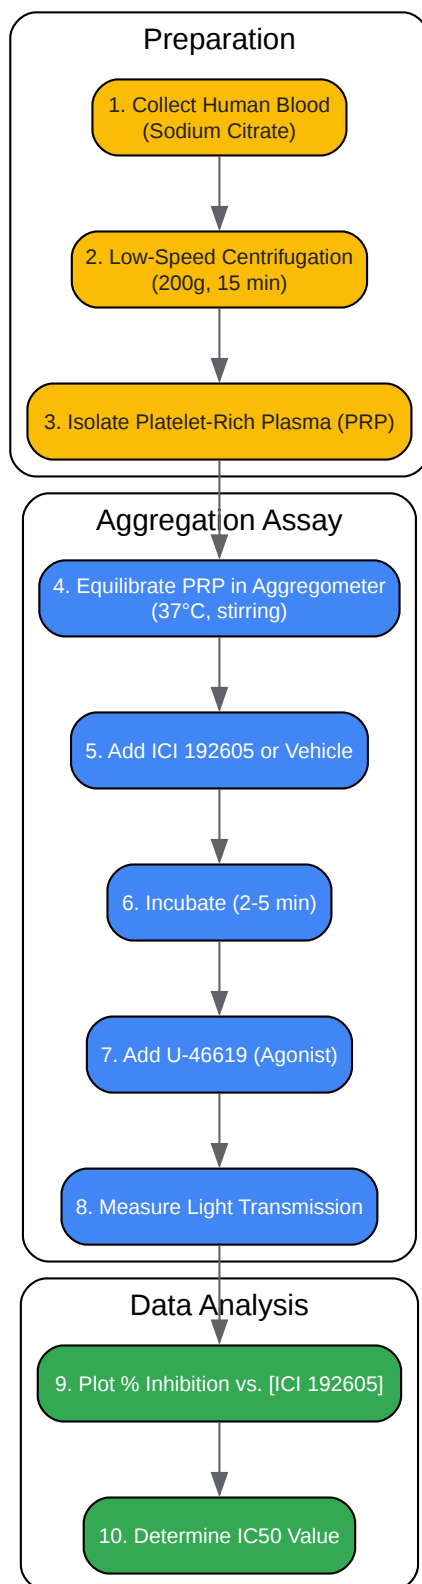 Preparation
1. Collect Human Blood
(Sodium Citrate)
2. Low-Speed Centrifugation
(200g, 15 min)
3. Isolate Platelet-Rich Plasma (PRP)
Aggregation Assay
4. Equilibrate PRP in Aggregometer
(37°C, stirring)
5. Add ICI 192605 or Vehicle
6. Incubate (2-5 min)
7. Add U-46619 (Agonist)
8. Measure Light Transmission
Data Analysis
9. Plot % Inhibition vs. [ICI 192605]
10. Determine IC50 Value